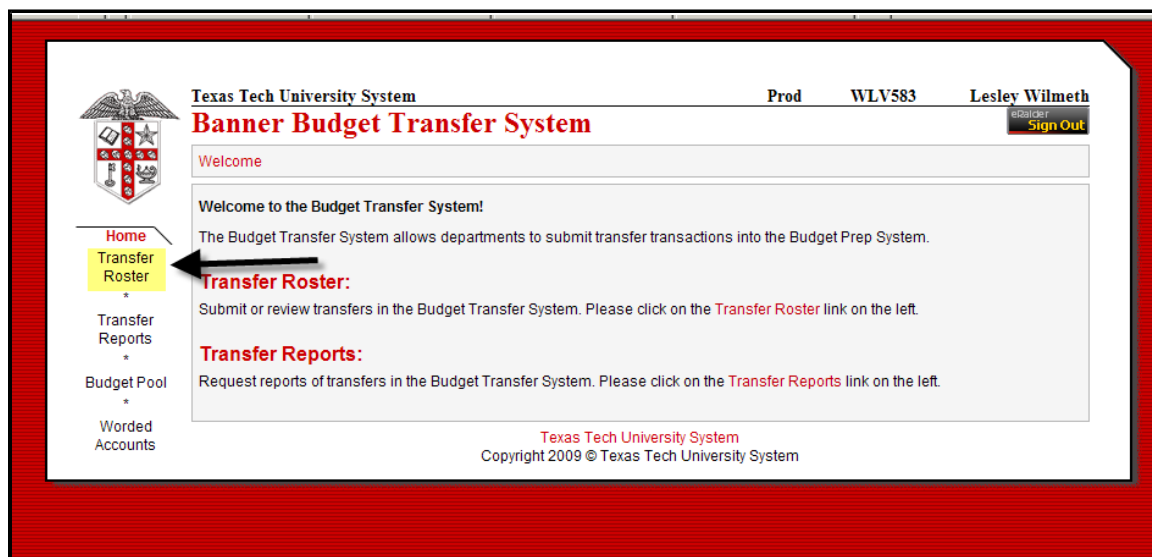 Texas Tech University System Prod WLV583 Lesley Wilmeth
Banner Budget Transfer System
eRaider
Sign Out
Welcome
Welcome to the Budget Transfer System!
The Budget Transfer System allows departments to submit transfer transactions into the Budget Prep System.
Transfer Roster:
Submit or review transfers in the Budget Transfer System. Please click on the Transfer Roster link on the left.
Transfer Reports:
Request reports of transfers in the Budget Transfer System. Please click on the Transfer Reports link on the left.
Home
Transfer
Roster
*
Transfer
Reports
*
Budget Pool
*
Worded
Accounts
Texas Tech University System
Copyright 2009 © Texas Tech University System